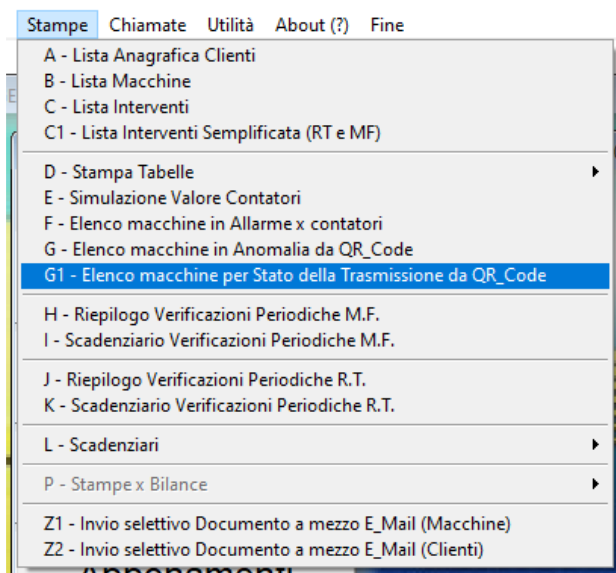 Stampe Chiamate Utilità About (?) Fine
A - Lista Anagrafica Clienti
B - Lista Macchine
C - Lista Interventi
C1 - Lista Interventi Semplificata (RT e MF)
D - Stampa Tabelle
E - Simulazione Valore Contatori
F - Elenco macchine in Allarme x contatori
G - Elenco macchine in Anomalia da QR_Code
G1 - Elenco macchine per Stato della Trasmissione da QR_Code
H - Riepilogo Verificazioni Periodiche M.F.
I - Scadenziario Verificazioni Periodiche M.F.
J - Riepilogo Verificazioni Periodiche R.T.
K - Scadenziario Verificazioni Periodiche R.T.
L - Scadenziari
P - Stampe x Bilance
Z1 - Invio selettivo Documento a mezzo E_Mail (Macchine)
Z2 - Invio selettivo Documento a mezzo E_Mail (Clienti)